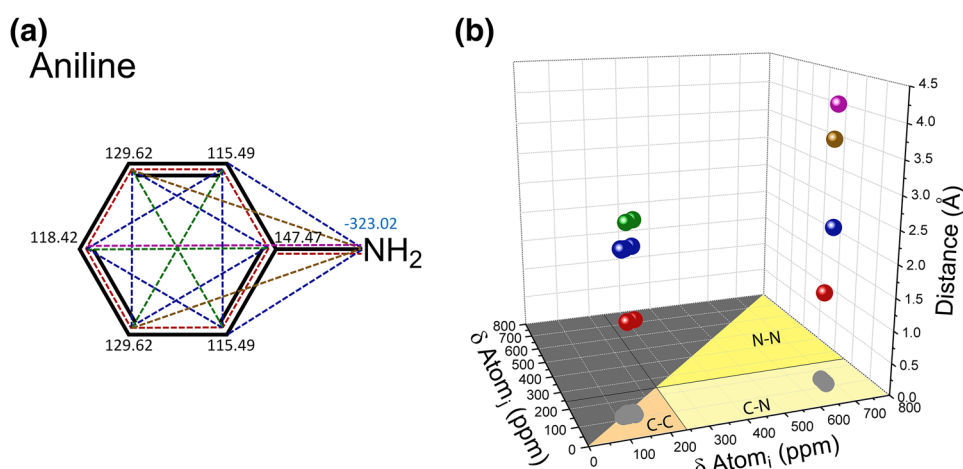 (a)
Aniline
129.62 115.49
-323.02
118.42 147.47 NH2
129.62 115.49
(b)
4.5
4.0
3.5
3.0
2.5
2.0
1.5
1.0
0.5
0.0
Distance (Å)
800
700
600
500
400
300
200
100
0
δ Atomj (ppm)
N-N
C-N
C-C
0 100 200 300 400 500 600 700 800
δ Atomi (ppm)